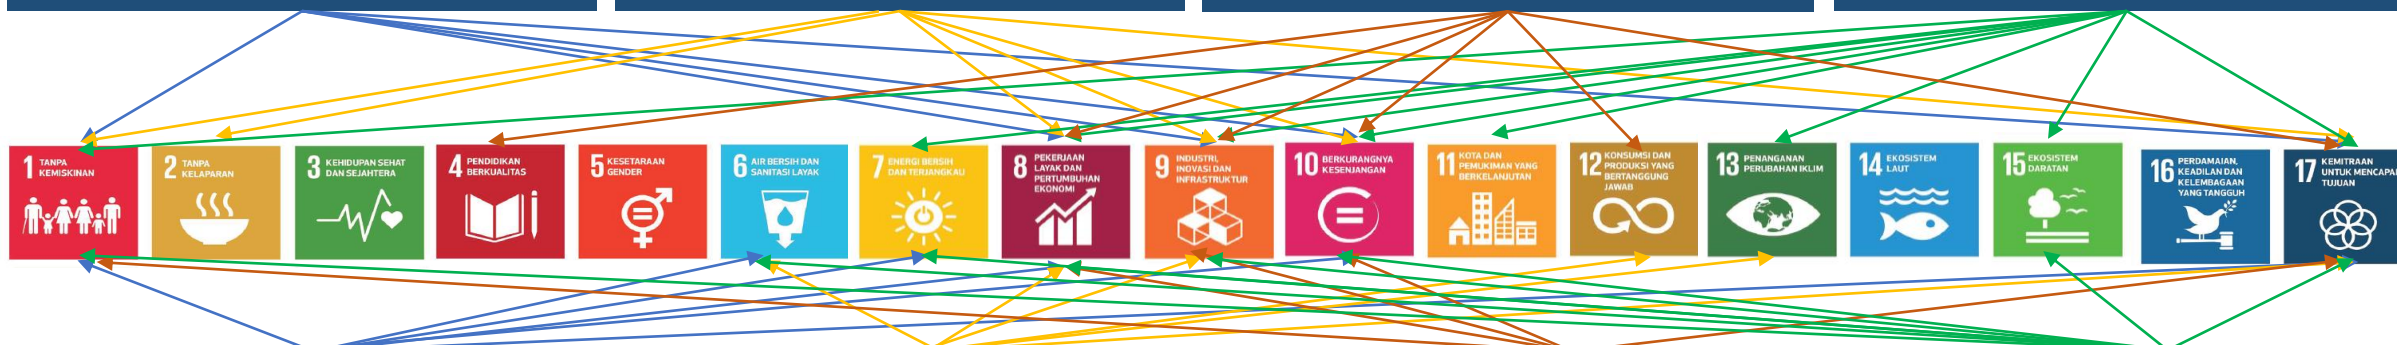 1 TANPA
KEMISKINAN
2 TANPA
KELAPARAN
3 KEHIDUPAN SEHAT
DAN SEJAHTERA
4 PENDIDIKAN
BERKUALITAS
5 KESETARAAN
GENDER
6 AIR BERSIH DAN
SANITASI LAYAK
7 ENERGI BERSIH
DAN TERJANGKAU
8 PEKERJAAN
LAYAK DAN
PERTUMBUHAN
EKONOMI
9 INDUSTRI,
INOVASI DAN
INFRASTRUKTUR
10 BERKURANGNYA
KESENJANGAN
11 KOTA DAN
PEMUKIMAN YANG
BERKELANJUTAN
12 KONSUMSI DAN
PRODUKSI YANG
BERTANGGUNG
JAWAB
13 PENANGANAN
PERUBAHAN IKLIM
14 EKOSISTEM
LAUT
15 EKOSISTEM
DARATAN
16 PERDAMAIAN,
KEADILAN DAN
KELEMBAGAAN
YANG TANGGUH
17 KEMITRAAN
UNTUK MENCAPAI
TUJUAN